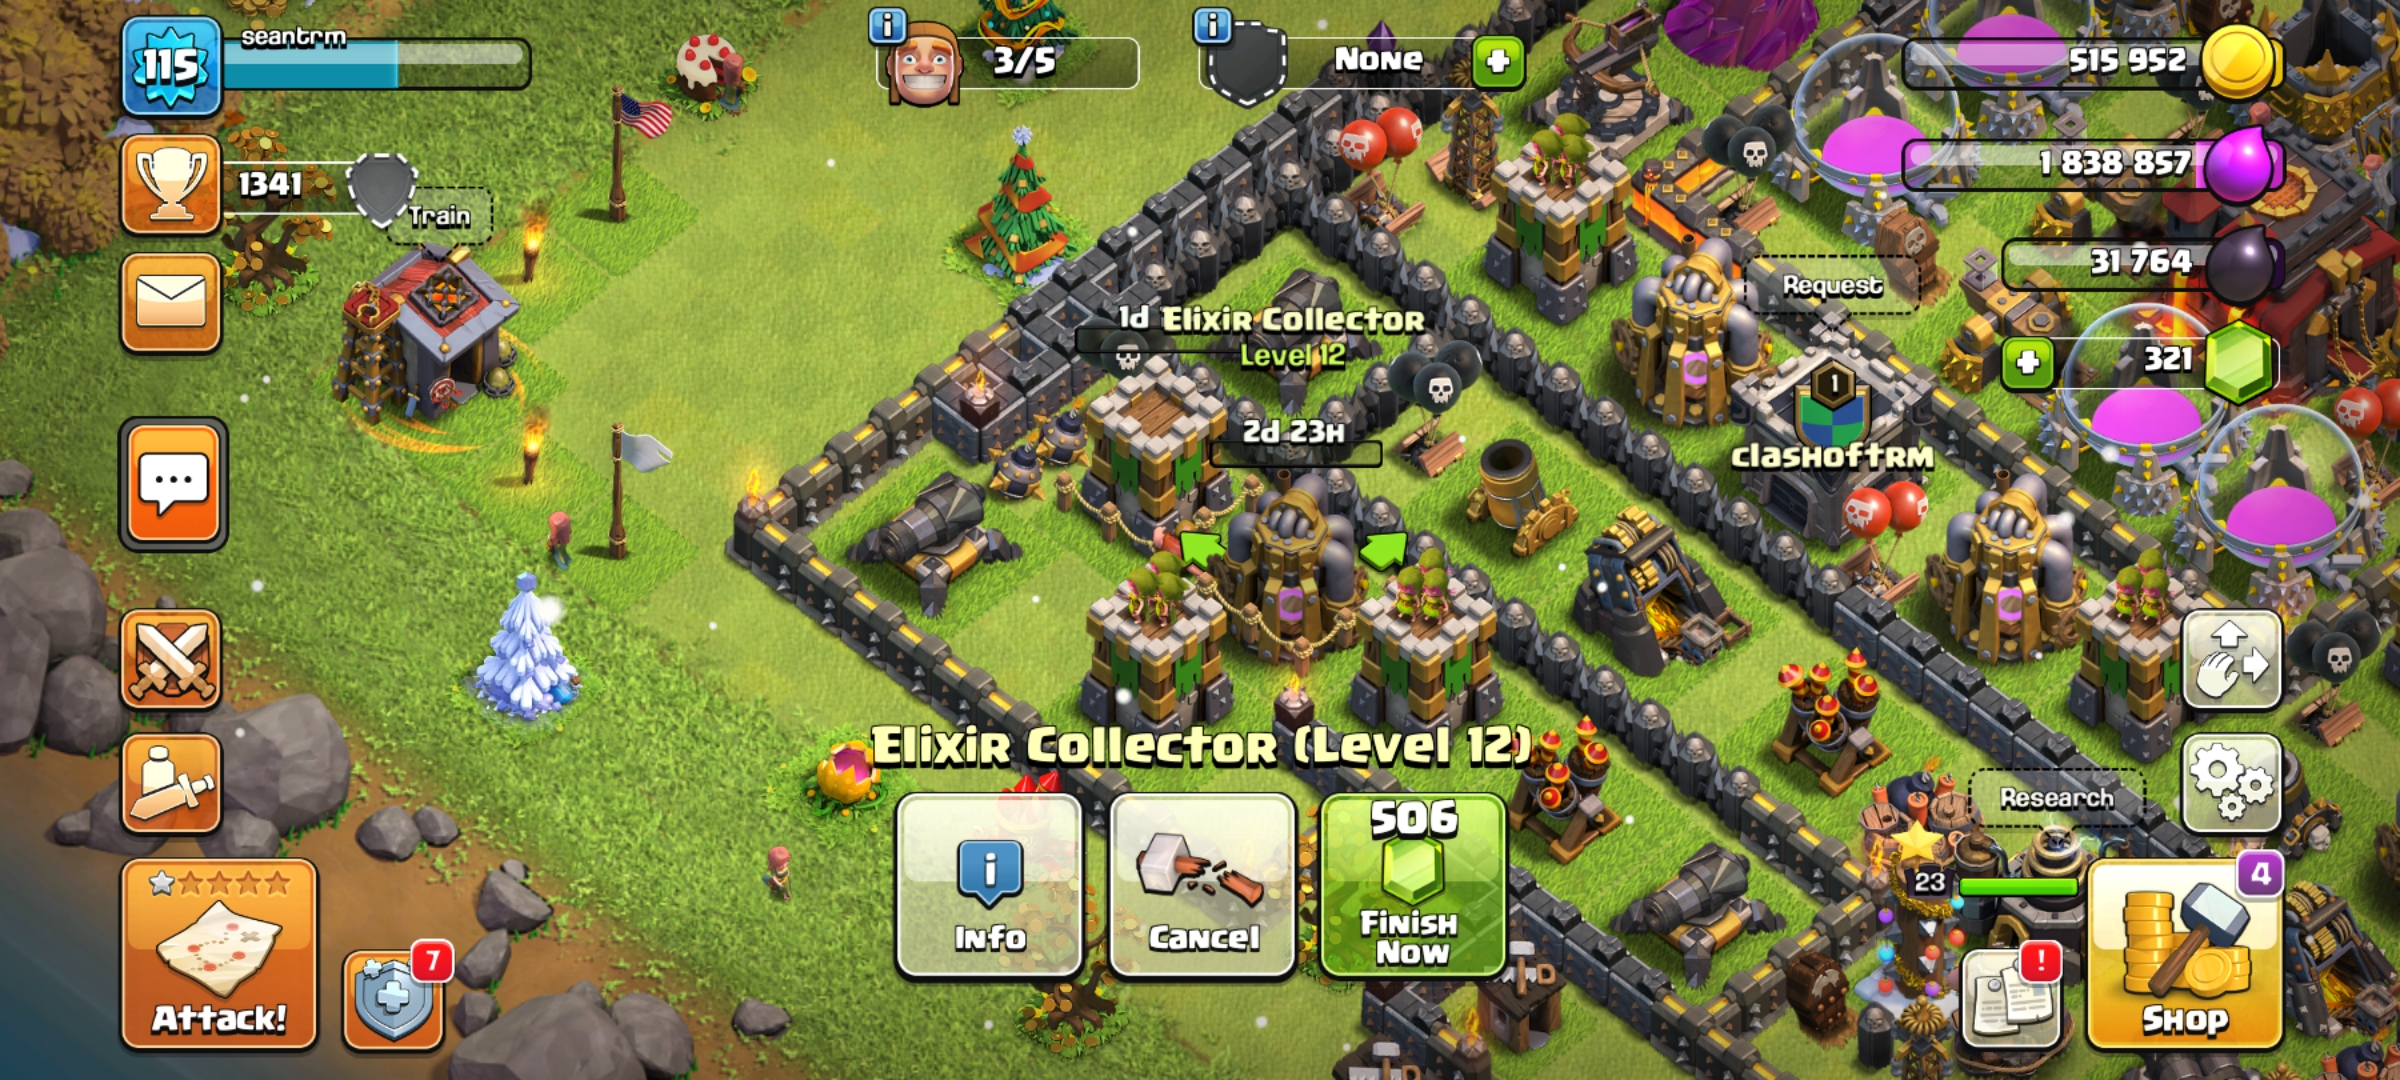 115
seantrm
3/5
None
515 952
1341
Train
1 838 857
31 764
Request
1d
Elixir Collector
Level 12
321
1
2d 23H
clashoftRM
Elixir Collector (Level 12)
506
Info
Cancel
Finish
Now
Research
23
4
7
!
Attack!
Shop